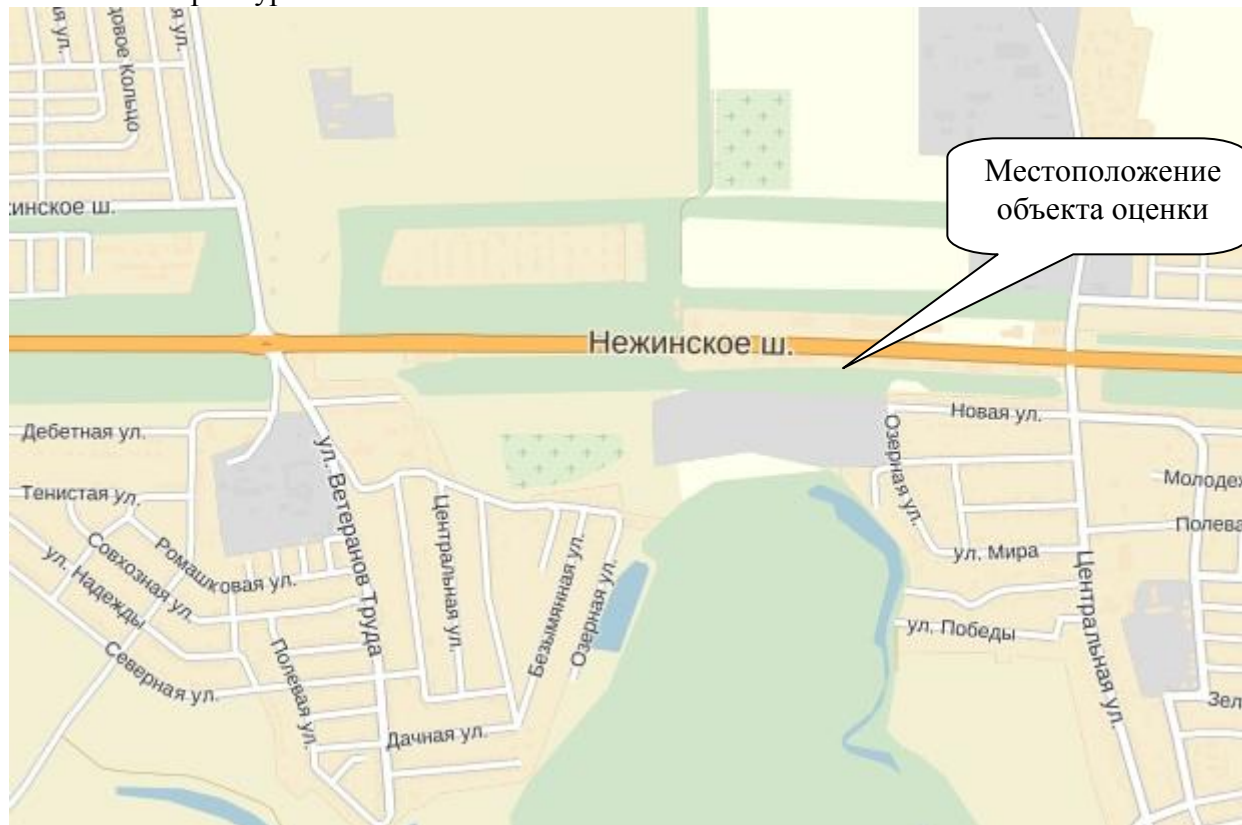 довое Кольцо
Местоположение
объекта оценки
инское ш.
Нежинское ш.
Новая ул.
Дебетная ул.
ул. Ветеранов Труда
Озерная ул.
Тенистая ул.
Центральная ул.
Молодеж
Полева
Совхозная ул.
Ромашковая ул.
ул. Надежды
ул. Мира
Безымянная ул.
Озерная ул.
Центральная ул.
ул. Победы
Северная ул.
Полевая ул.
Зел
Дачная ул.